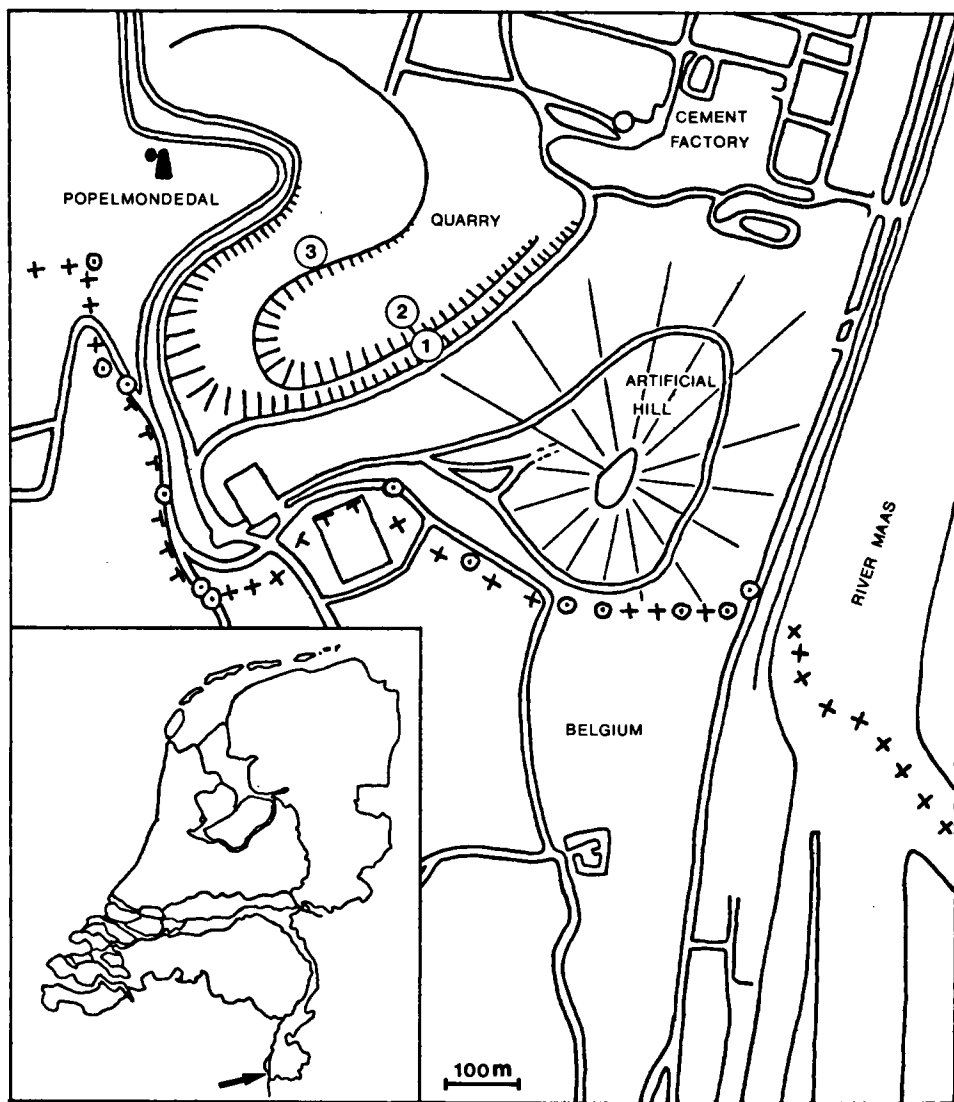 CEMENT
FACTORY
POPELMONDEDAL
QUARRY
3
2
1
ARTIFICIAL
HILL
RIVER MAAS
BELGIUM
100m